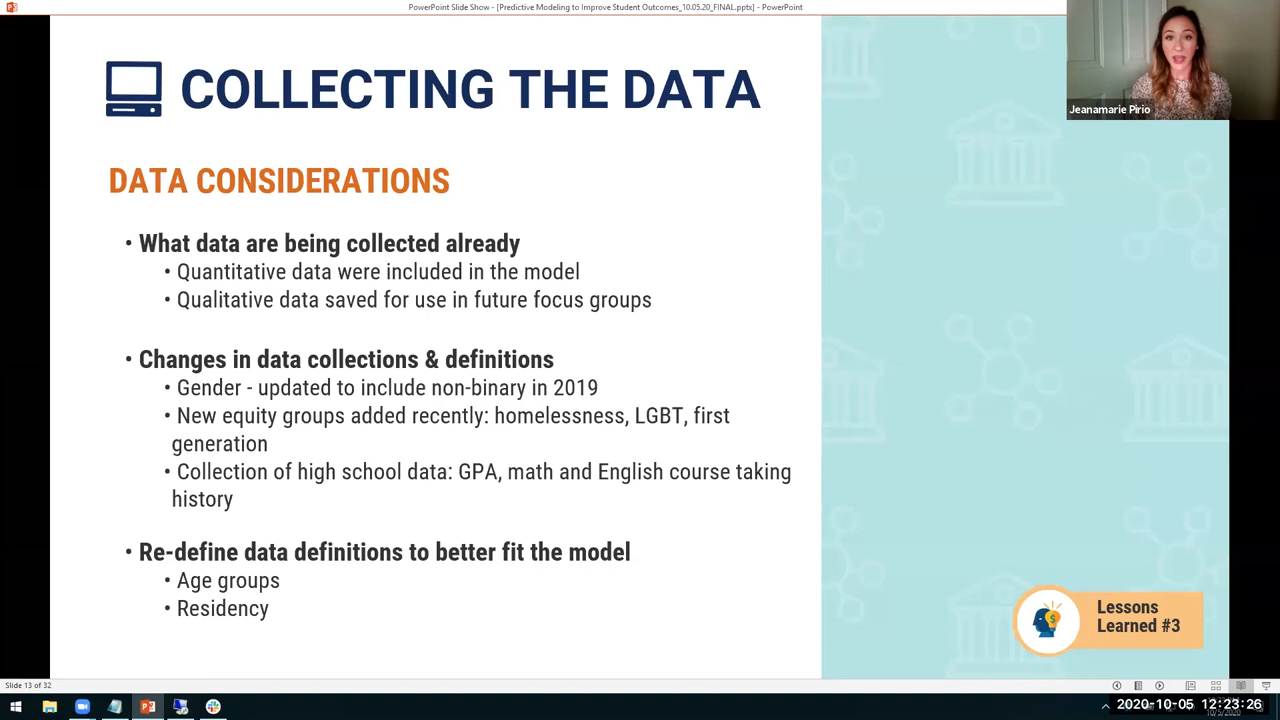 PowerPoint Slide Show - [Predictive Modeling to Improve Student Outcomes_10.05.20_FINAL.pptx] - PowerPoint
COLLECTING THE DATA
Jeanamarie Pirio
DATA CONSIDERATIONS
• What data are being collected already
• Quantitative data were included in the model
• Qualitative data saved for use in future focus groups
• Changes in data collections & definitions
• Gender - updated to include non-binary in 2019
• New equity groups added recently: homelessness, LGBT, first
generation
• Collection of high school data: GPA, math and English course taking
history
• Re-define data definitions to better fit the model
• Age groups
• Residency
Lessons
Learned #3
Slide 13 of 32
2020-10-05 12:23:26